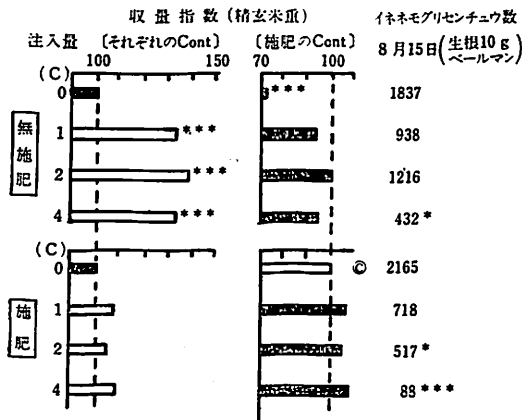 収量指数(精玄米重)
イネネモグリセンチュウ数
注入量 〔それぞれのCont〕 〔施肥のCont〕 8月15日(生根10g ベールマン)
100 150 70 100
(C)
0 *** 1837
無施肥
1 *** 938
2 *** 1216
4 *** 432 *
(C)
0 © 2165
施肥
1 718
2 517 *
4 88 ***
100 70 100